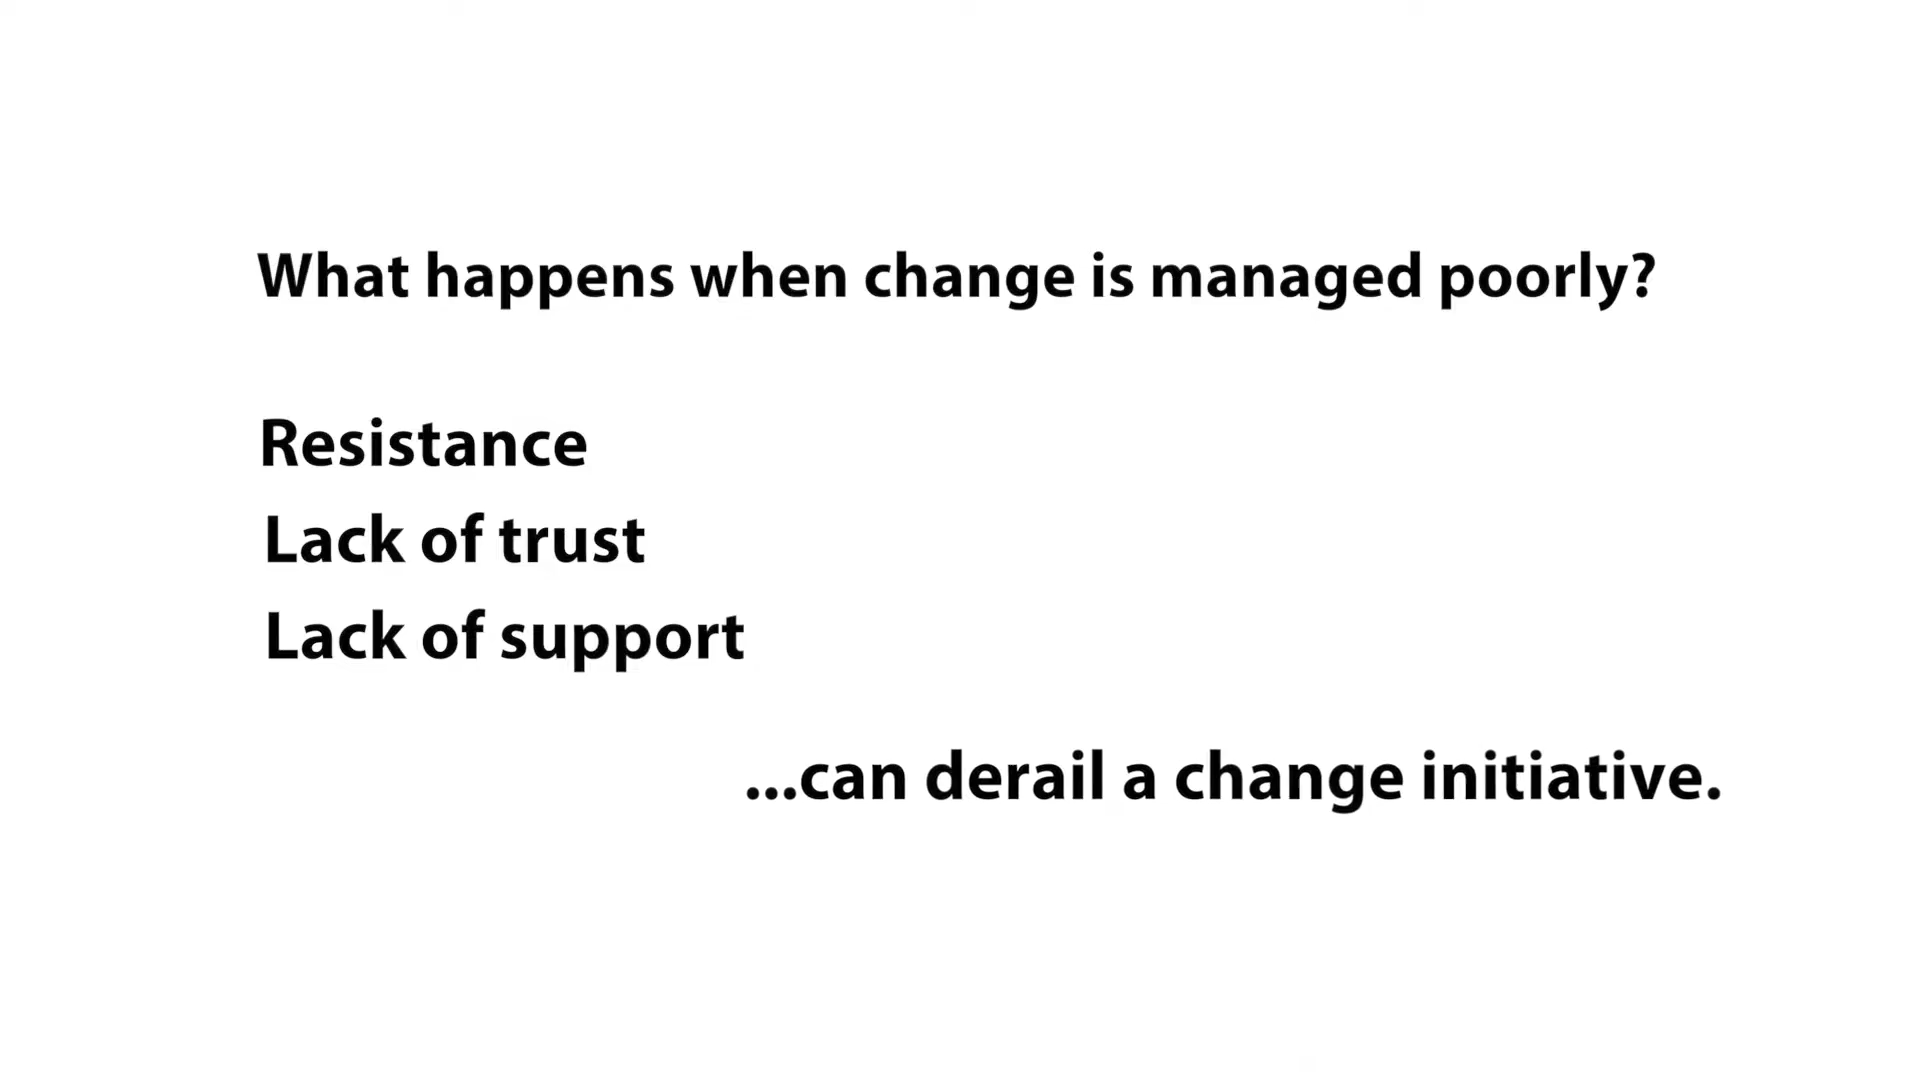 What happens when change is managed poorly?
Resistance
Lack of trust
Lack of support
...can derail a change initiative.